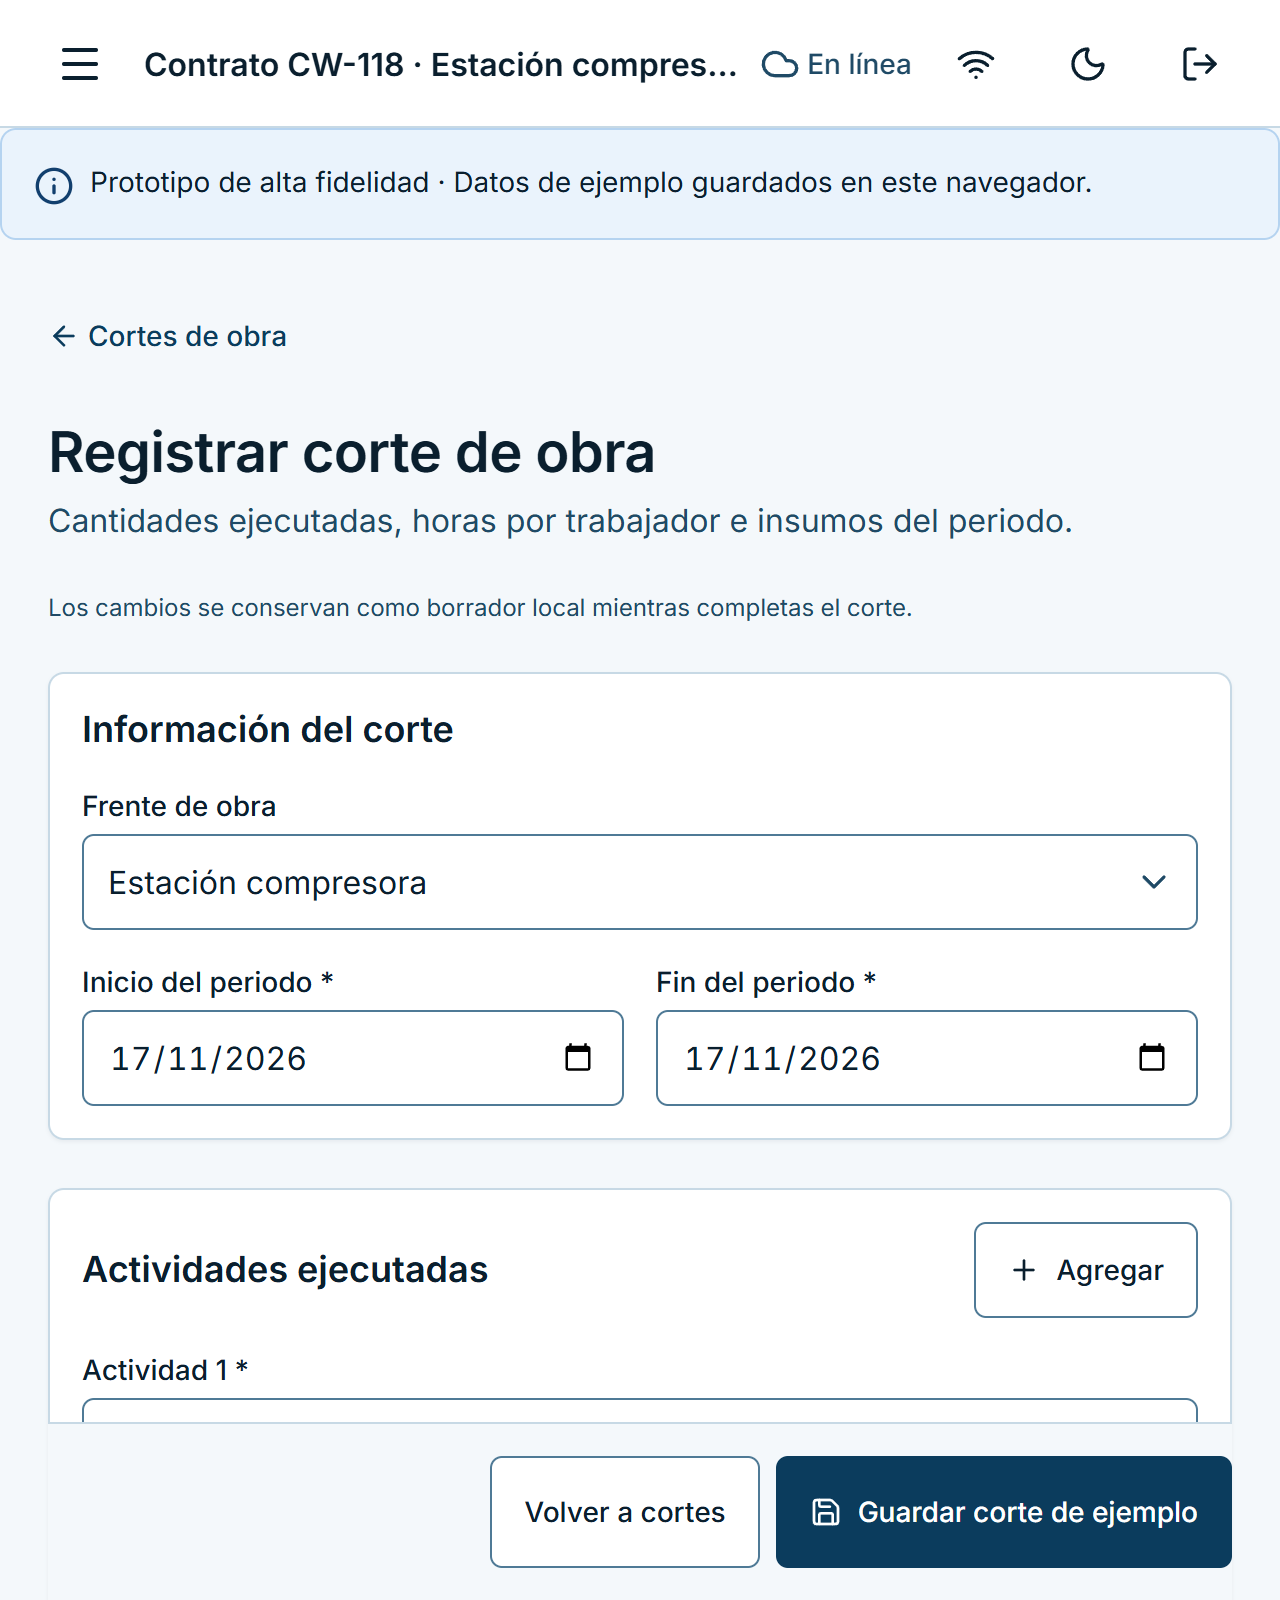 Contrato CW-118 · Estación compres...
En línea
Prototipo de alta fidelidad · Datos de ejemplo guardados en este navegador.
Cortes de obra
Registrar corte de obra
Cantidades ejecutadas, horas por trabajador e insumos del periodo.
Los cambios se conservan como borrador local mientras completas el corte.
Información del corte
Frente de obra
Estación compresora
Inicio del periodo *
Fin del periodo *
17/11/2026
17/11/2026
Actividades ejecutadas
Agregar
Actividad 1 *
Volver a cortes
Guardar corte de ejemplo